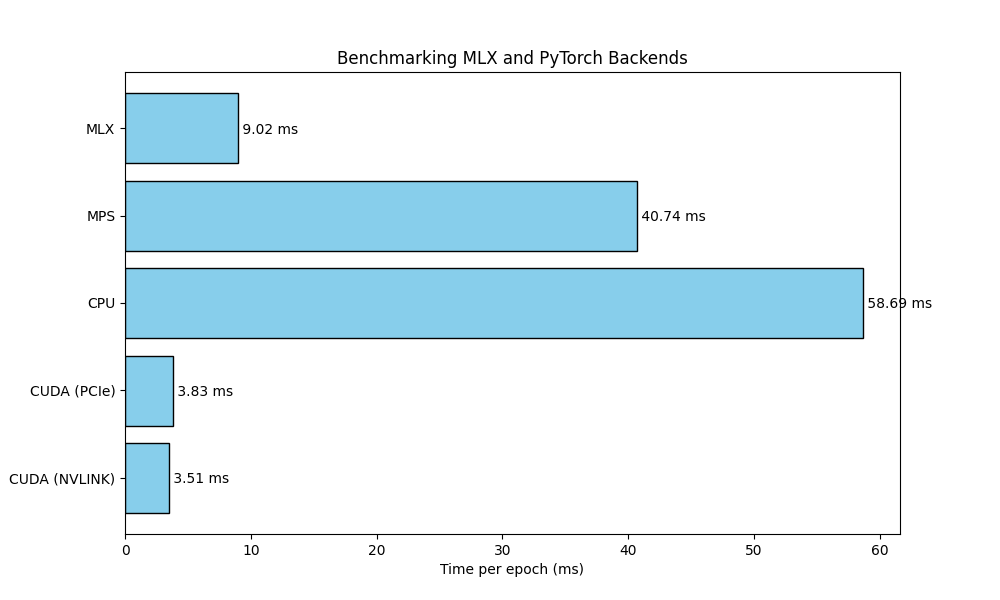 Benchmarking MLX and PyTorch Backends
MLX
9.02 ms
MPS
40.74 ms
CPU
58.69 ms
CUDA (PCIe)
3.83 ms
CUDA (NVLINK)
3.51 ms
0 10 20 30 40 50 60
Time per epoch (ms)